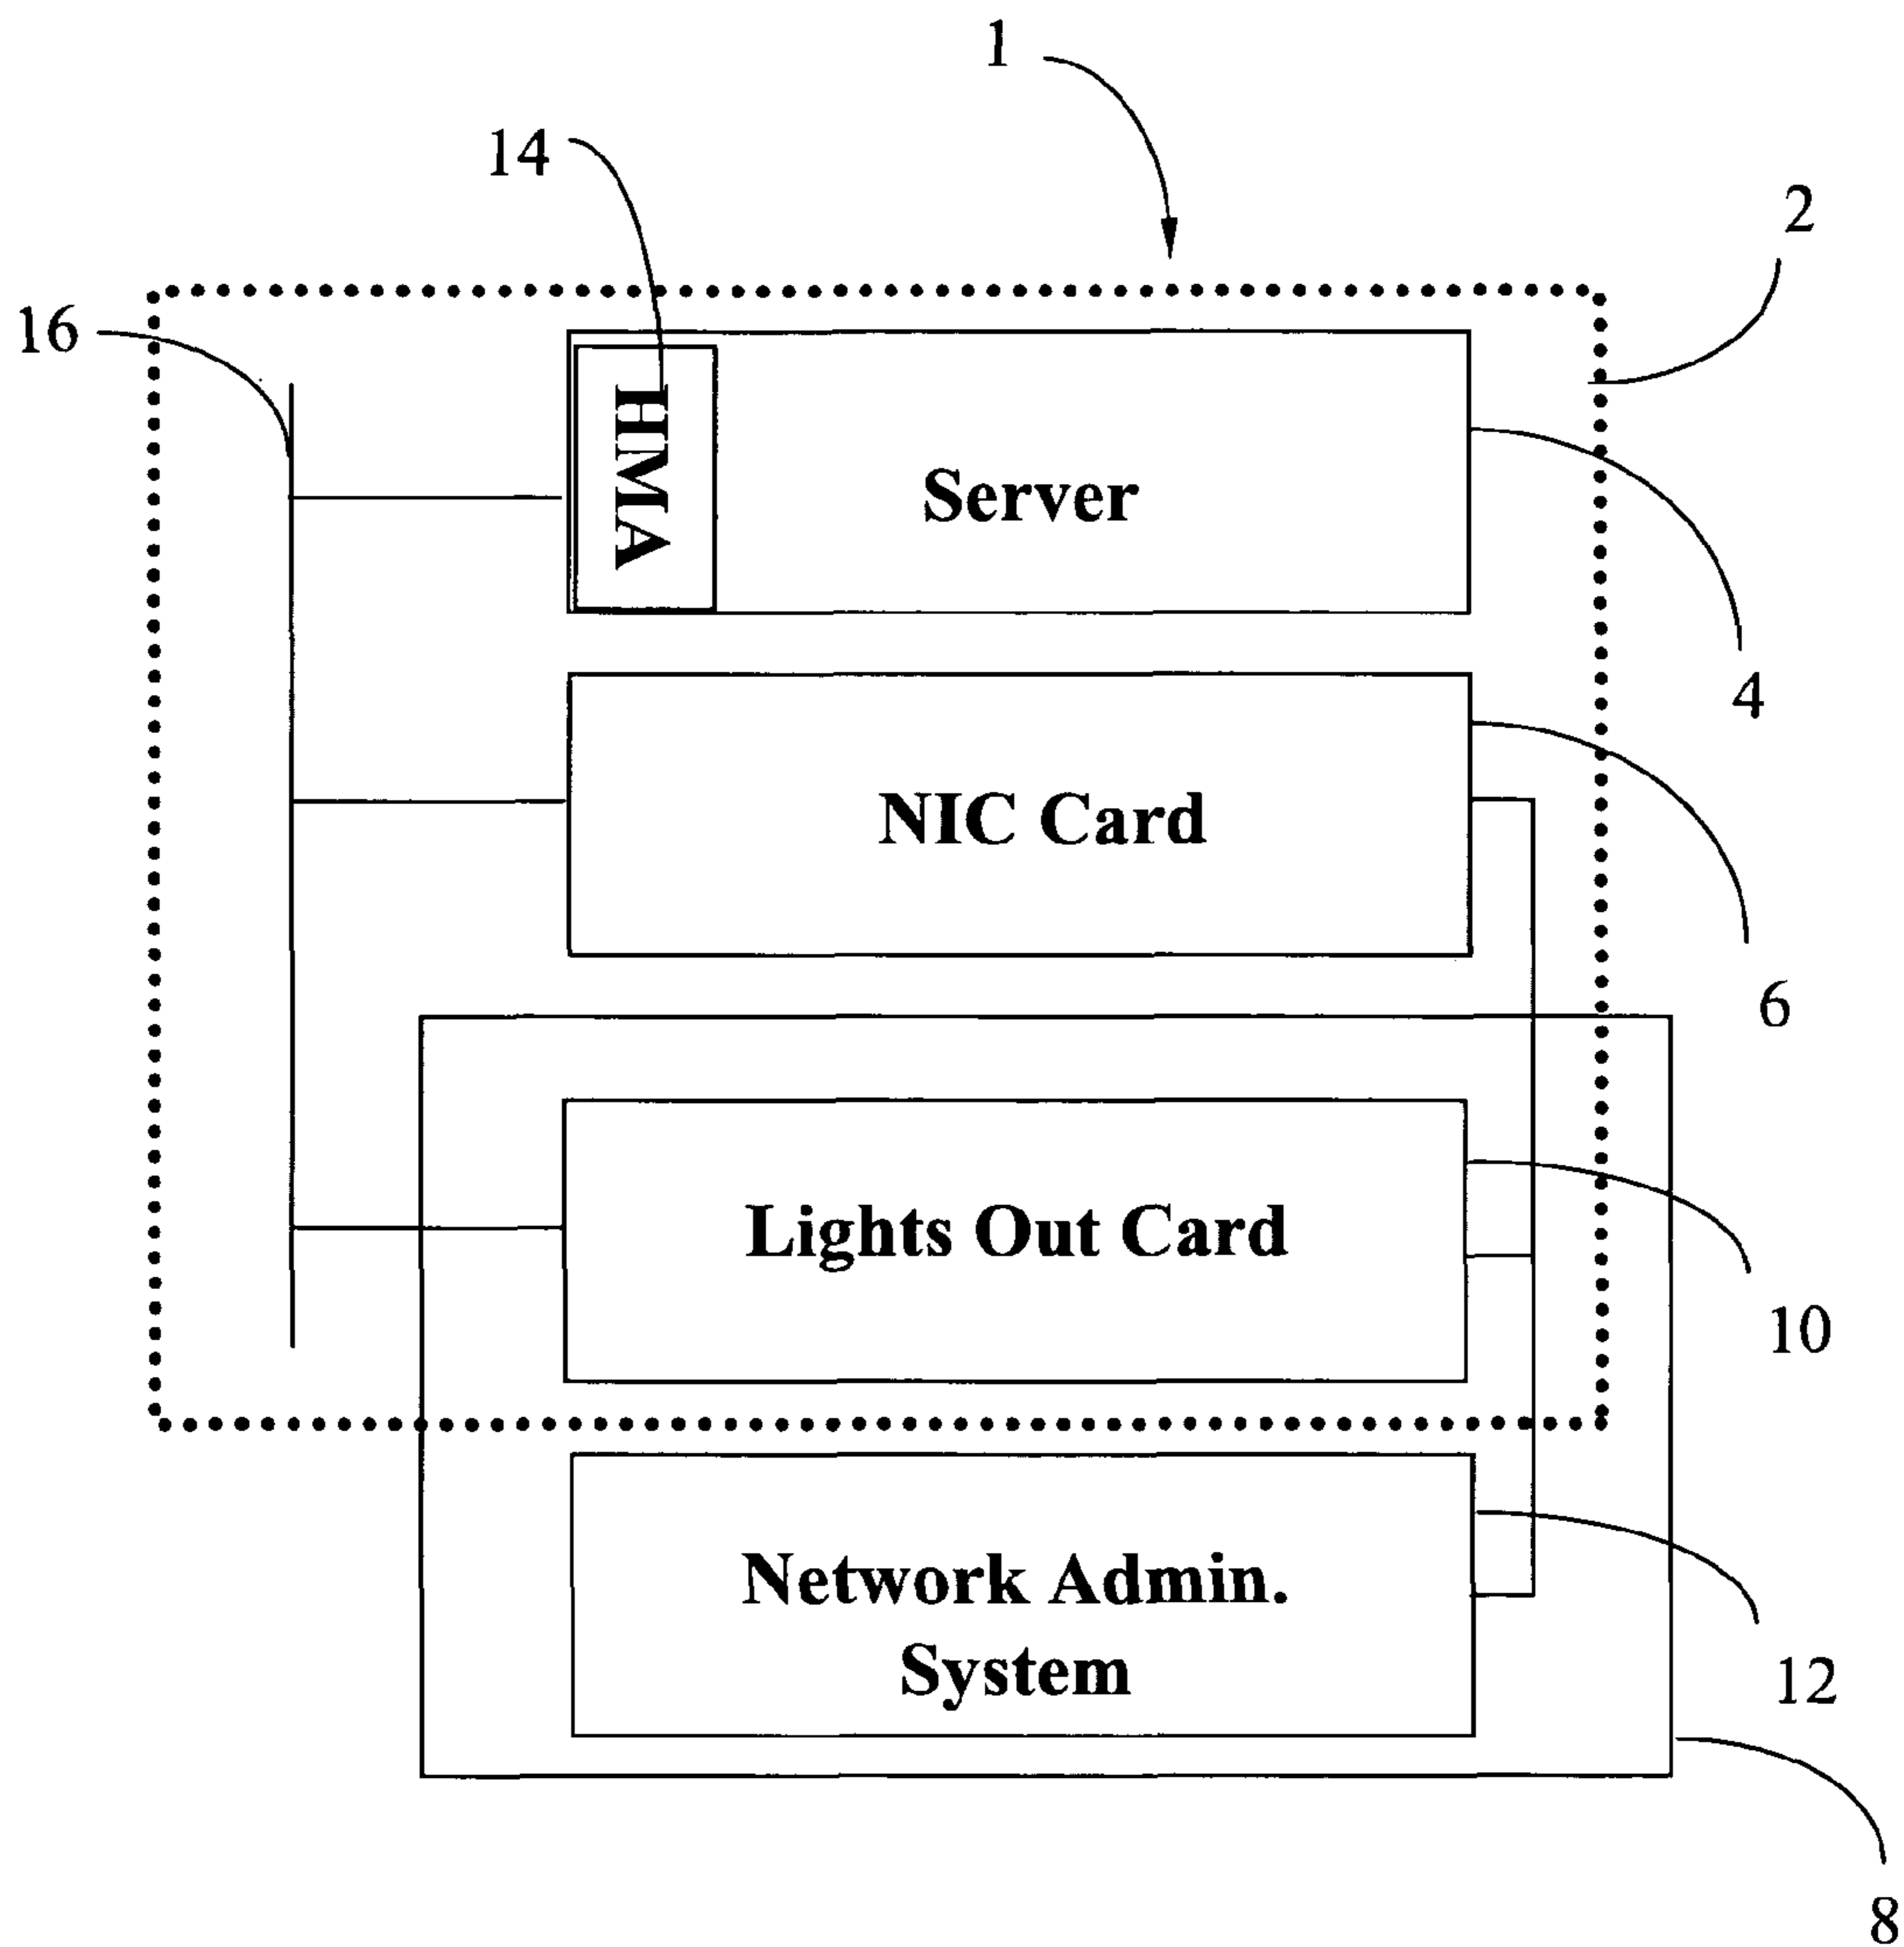 1
14
2
16
HMA
Server
4
NIC Card
6
Lights Out Card
10
Network Admin.
System
12
8